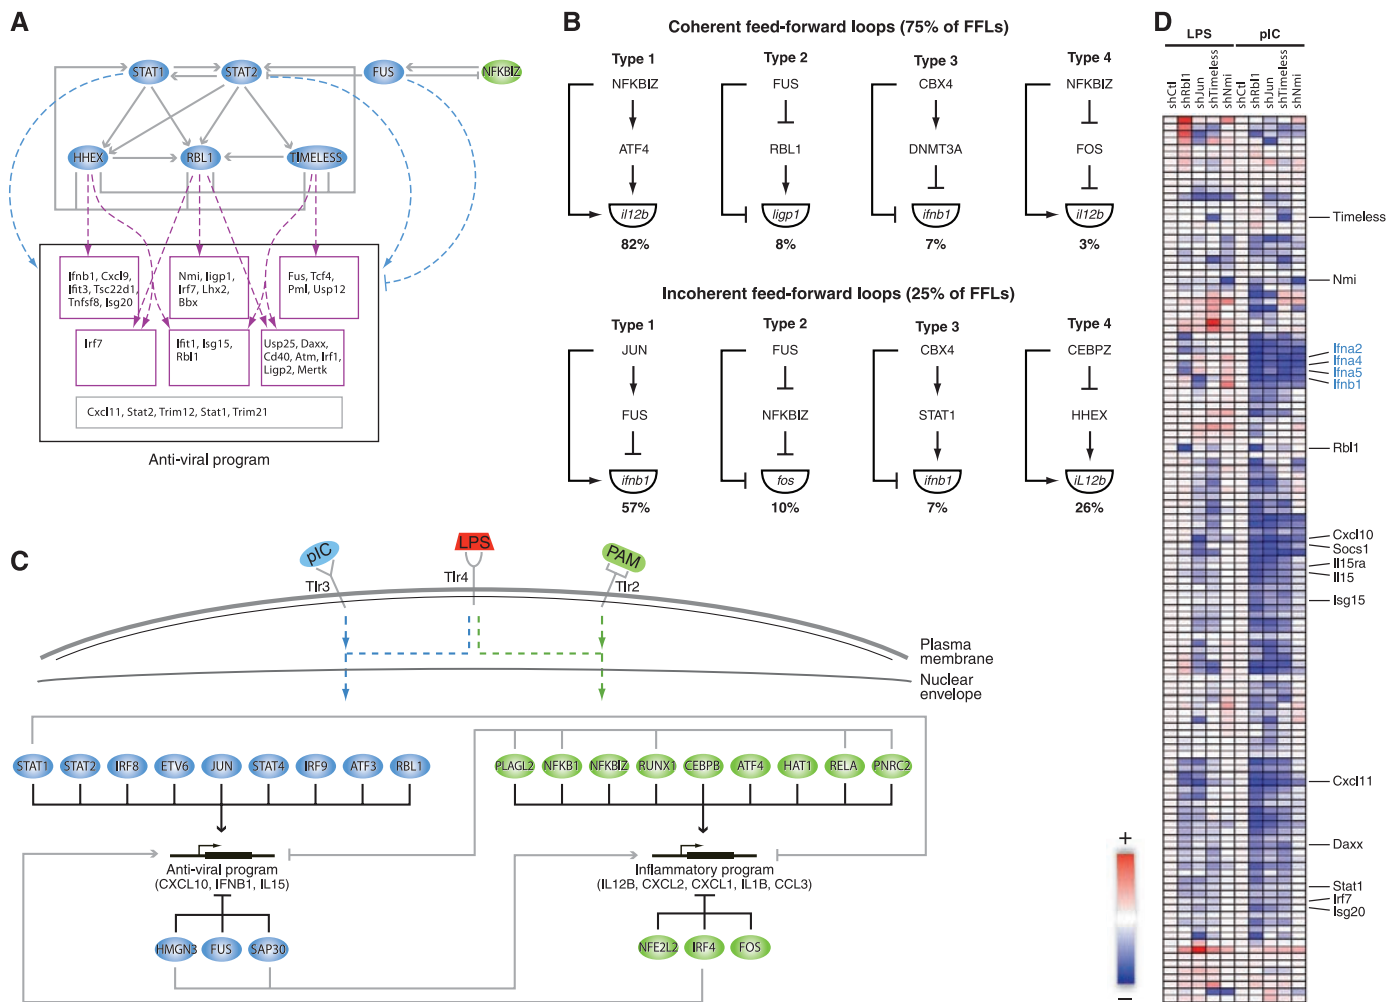 A
STAT1
STAT2
FUS
NFKBIZ
HHEX
RBL1
TIMELESS
Ifnb1, Cxcl9,
Ifit3, Tsc22d1,
Tnfsf8, Isg20
Nmi, Iigp1,
Irf7, Lhx2,
Bbx
Fus, Tcf4,
Pml, Usp12
Irf7
Ifit1, Isg15,
Rbl1
Usp25, Daxx,
Cd40, Atm, Irf1,
Ligp2, Mertk
Cxcl11, Stat2, Trim12, Stat1, Trim21
Anti-viral program
B
Coherent feed-forward loops (75% of FFLs)
Type 1
Type 2
Type 3
Type 4
NFKBIZ
FUS
CBX4
NFKBIZ
ATF4
RBL1
DNMT3A
FOS
il12b
Iigp1
ifnb1
il12b
82%
8%
7%
3%
Incoherent feed-forward loops (25% of FFLs)
Type 1
Type 2
Type 3
Type 4
JUN
FUS
CBX4
CEBPZ
FUS
NFKBIZ
STAT1
HHEX
ifnb1
fos
ifnb1
iL12b
57%
10%
7%
26%
C
pIC
LPS
PAM
Tlr3
Tlr4
Tlr2
Plasma
membrane
Nuclear
envelope
STAT1
STAT2
IRF8
ETV6
JUN
STAT4
IRF9
ATF3
RBL1
PLAGL2
NFKB1
NFKBIZ
RUNX1
CEBPB
ATF4
HAT1
RELA
PNRC2
Anti-viral program
(CXCL10, IFNB1, IL15)
Inflammatory program
(IL12B, CXCL2, CXCL1, IL1B, CCL3)
HMGN3
FUS
SAP30
NFE2L2
IRF4
FOS
D
LPS
pIC
shCtl
shRbl1
shJun
shTimeless
shNmi
shCtl
shRbl1
shJun
shTimeless
shNmi
Timeless
Nmi
Ifna2
Ifna4
Ifna5
Ifnb1
Rbl1
Cxcl10
Socs1
Il15ra
Il15
Isg15
Cxcl11
Daxx
Stat1
Irf7
Isg20
+
−